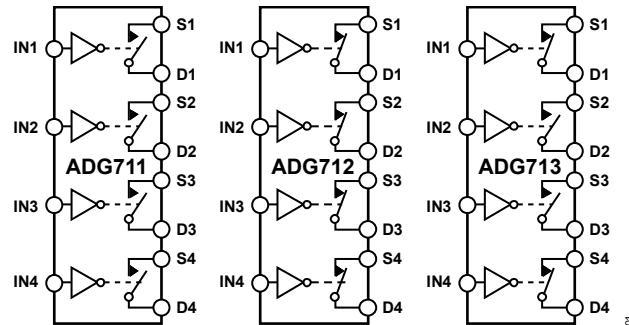 S1 S1 S1
IN1 IN1 IN1
D1 D1 D1
S2 S2 S2
IN2 IN2 IN2
D2 D2 D2
ADG711 ADG712 ADG713
S3 S3 S3
IN3 IN3 IN3
D3 D3 D3
S4 S4 S4
IN4 IN4 IN4
D4 D4 D4